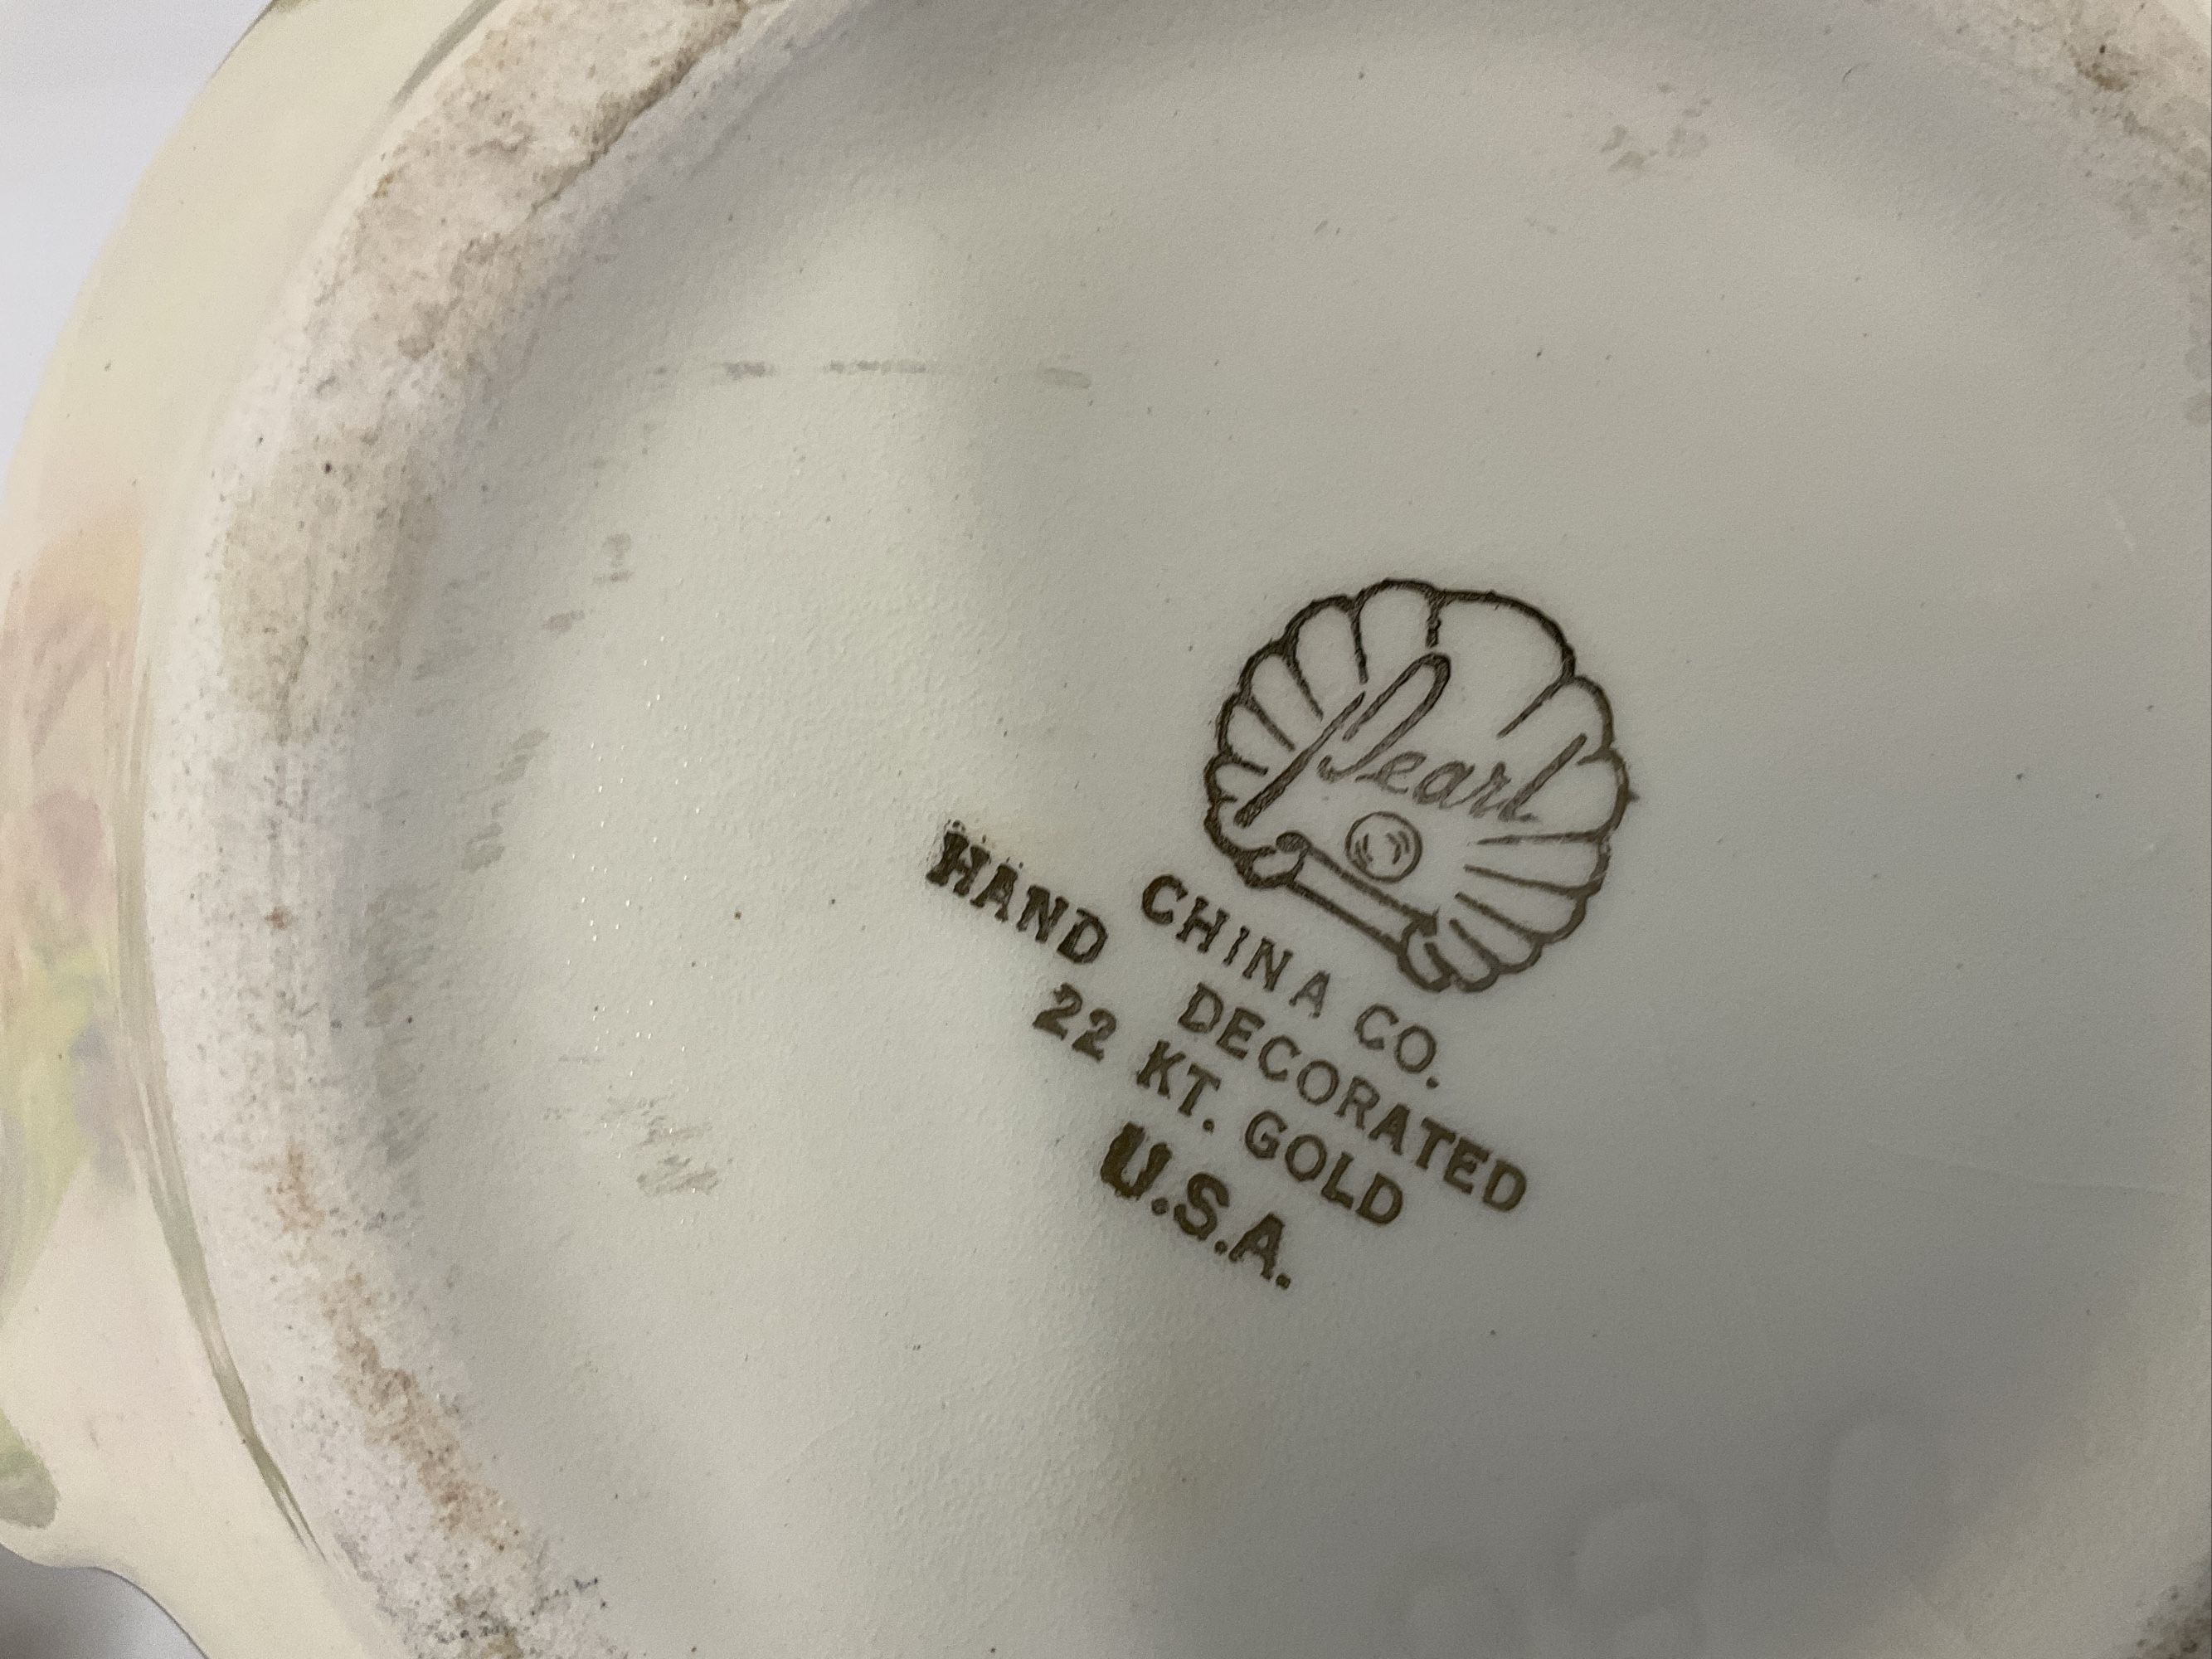 Pearl
CHINA CO.
HAND DECORATED
22 KT. GOLD
U.S.A.